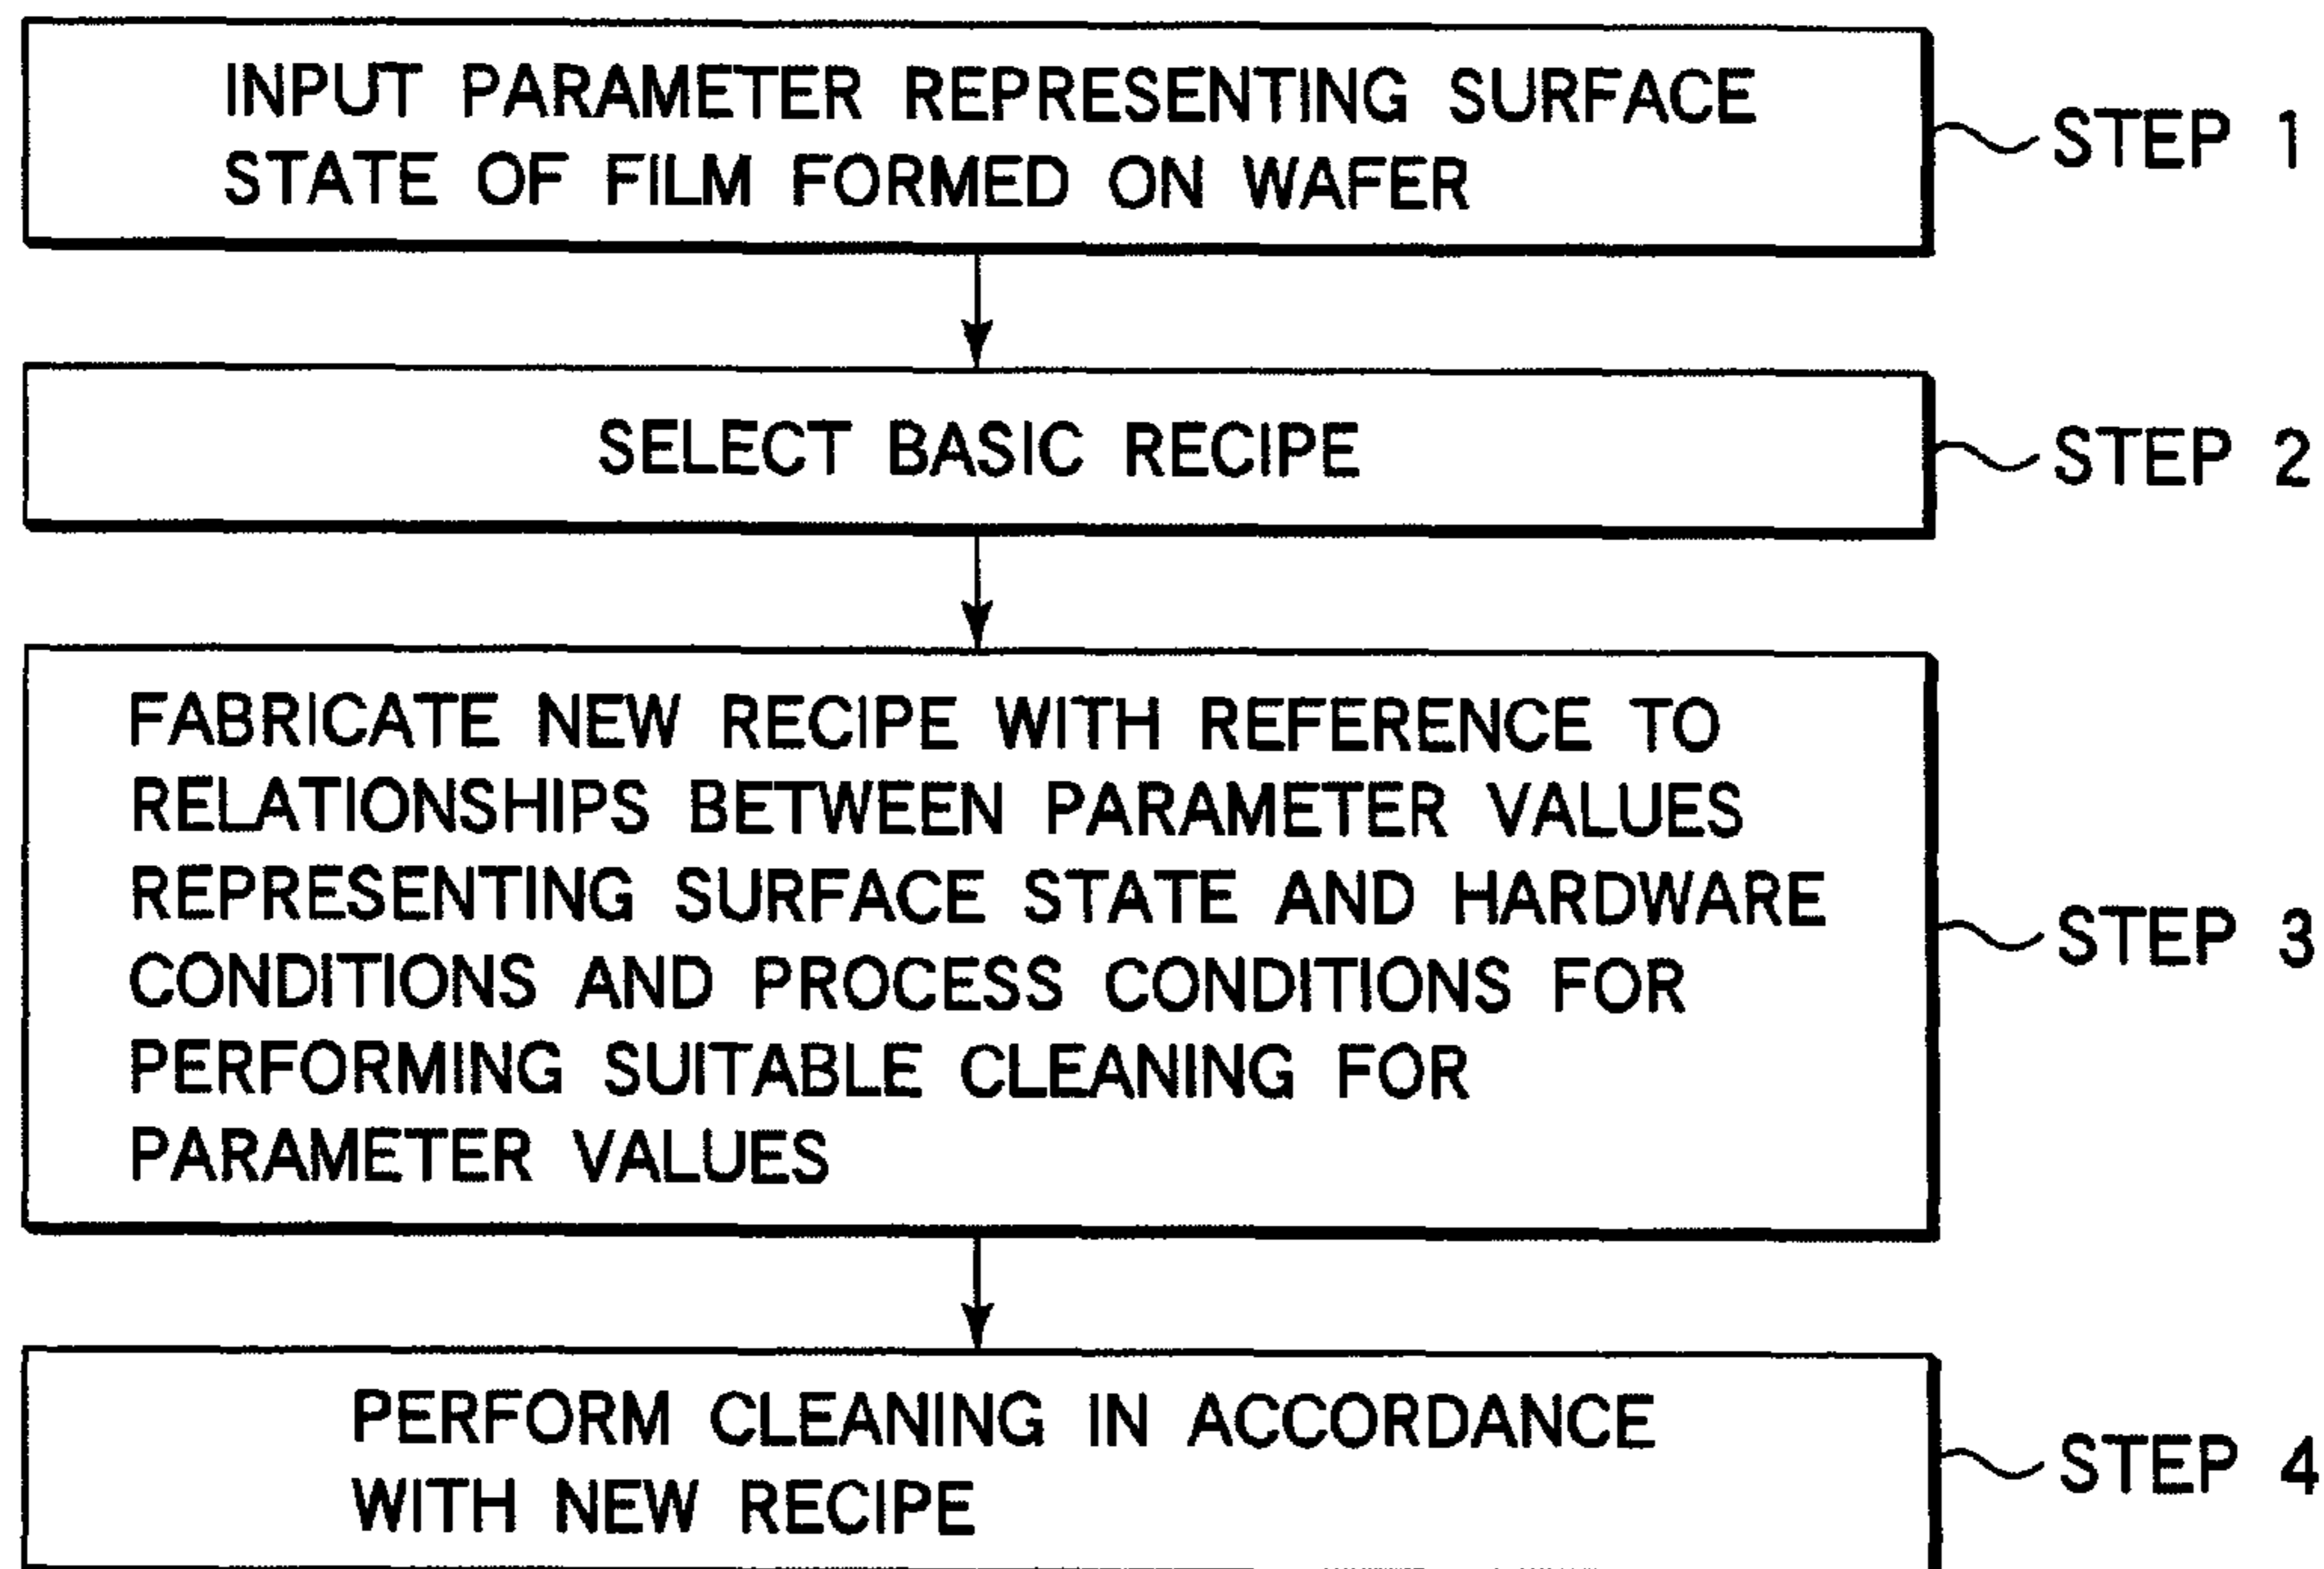 INPUT PARAMETER REPRESENTING SURFACE
STATE OF FILM FORMED ON WAFER
STEP 1
SELECT BASIC RECIPE
STEP 2
FABRICATE NEW RECIPE WITH REFERENCE TO
RELATIONSHIPS BETWEEN PARAMETER VALUES
REPRESENTING SURFACE STATE AND HARDWARE
CONDITIONS AND PROCESS CONDITIONS FOR
PERFORMING SUITABLE CLEANING FOR
PARAMETER VALUES
STEP 3
PERFORM CLEANING IN ACCORDANCE
WITH NEW RECIPE
STEP 4